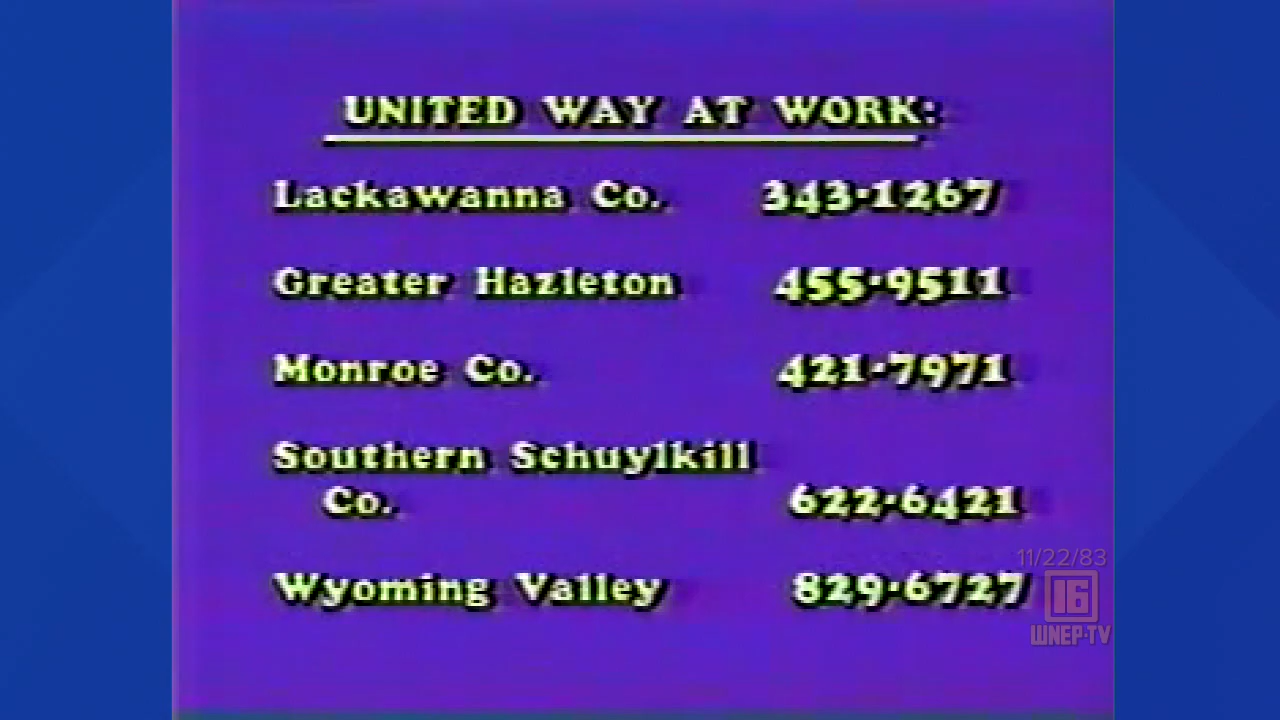 UNITED WAY AT WORK:
Lackawanna Co. 343-1267
Greater Hazleton 455-9511
Monroe Co. 421-7971
Southern Schuylkill
Co. 622-6421
Wyoming Valley 829-6727
11/22/83
16
WNEP-TV